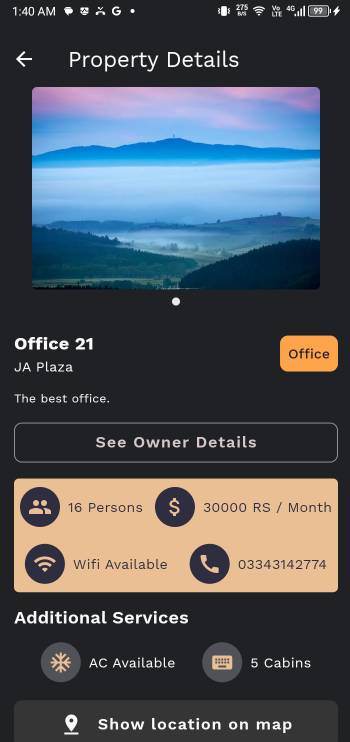 1:40 AM G 275 B/S Vo LTE 4G 99
Property Details
Office 21
Office
JA Plaza
The best office.
See Owner Details
16 Persons 30000 RS / Month
Wifi Available 03343142774
Additional Services
AC Available 5 Cabins
Show location on map